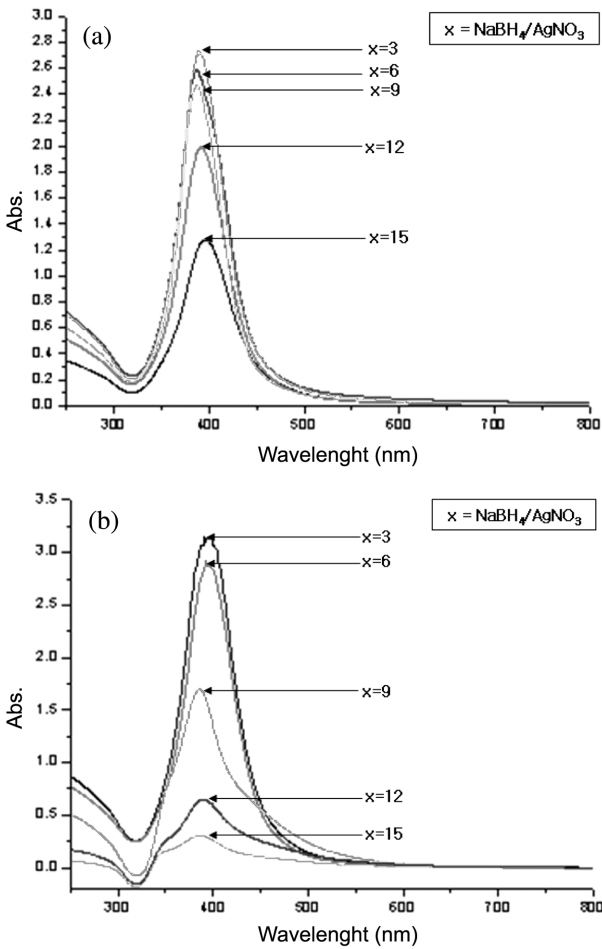 (a)
x = NaBH4/AgNO3
3.0
2.8
2.6
2.4
2.2
2.0
1.8
1.6
1.4
1.2
1.0
0.8
0.6
0.4
0.2
0.0
Abs.
x=3
x=6
x=9
x=12
x=15
300 400 500 600 700 800
Wavelenght (nm)
(b)
x = NaBH4/AgNO3
3.5
3.0
2.5
2.0
1.5
1.0
0.5
0.0
Abs.
x=3
x=6
x=9
x=12
x=15
300 400 500 600 700 800
Wavelenght (nm)